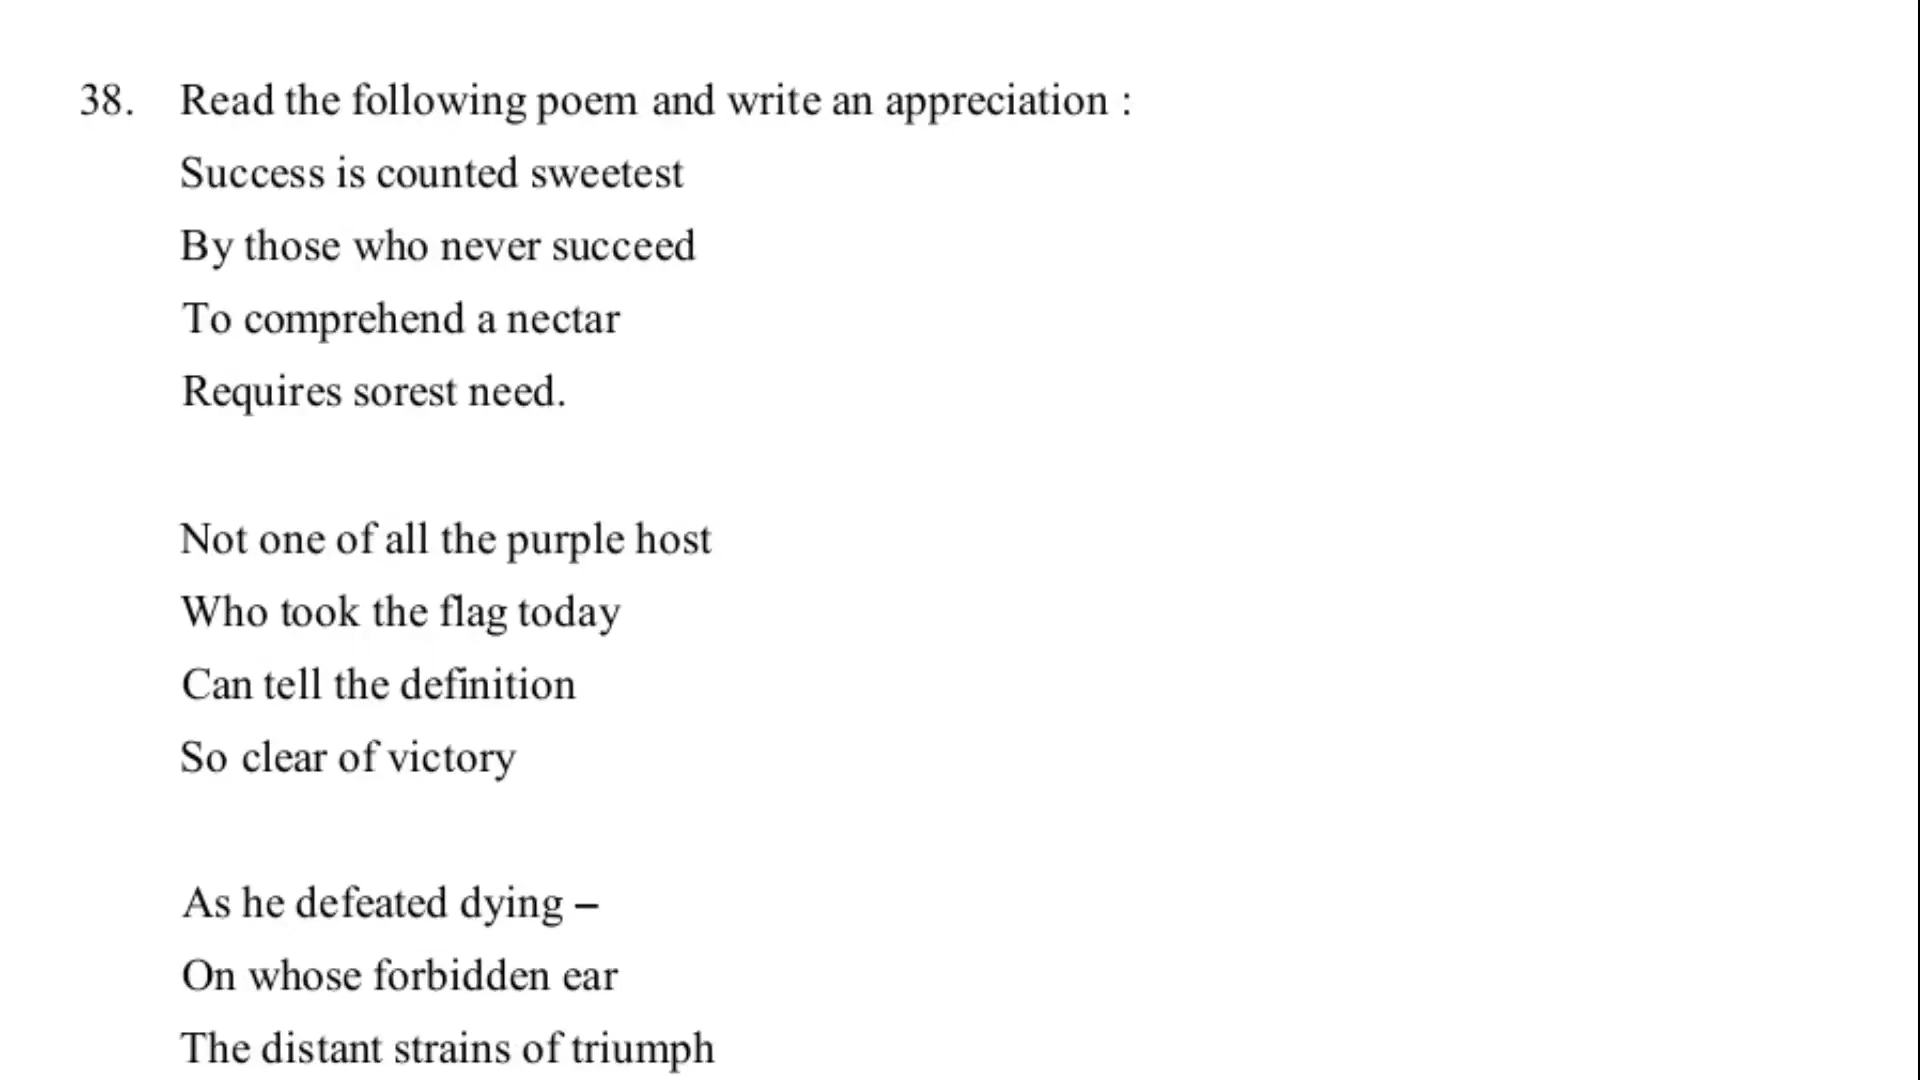 38. Read the following poem and write an appreciation :
Success is counted sweetest
By those who never succeed
To comprehend a nectar
Requires sorest need.
Not one of all the purple host
Who took the flag today
Can tell the definition
So clear of victory
As he defeated dying –
On whose forbidden ear
The distant strains of triumph